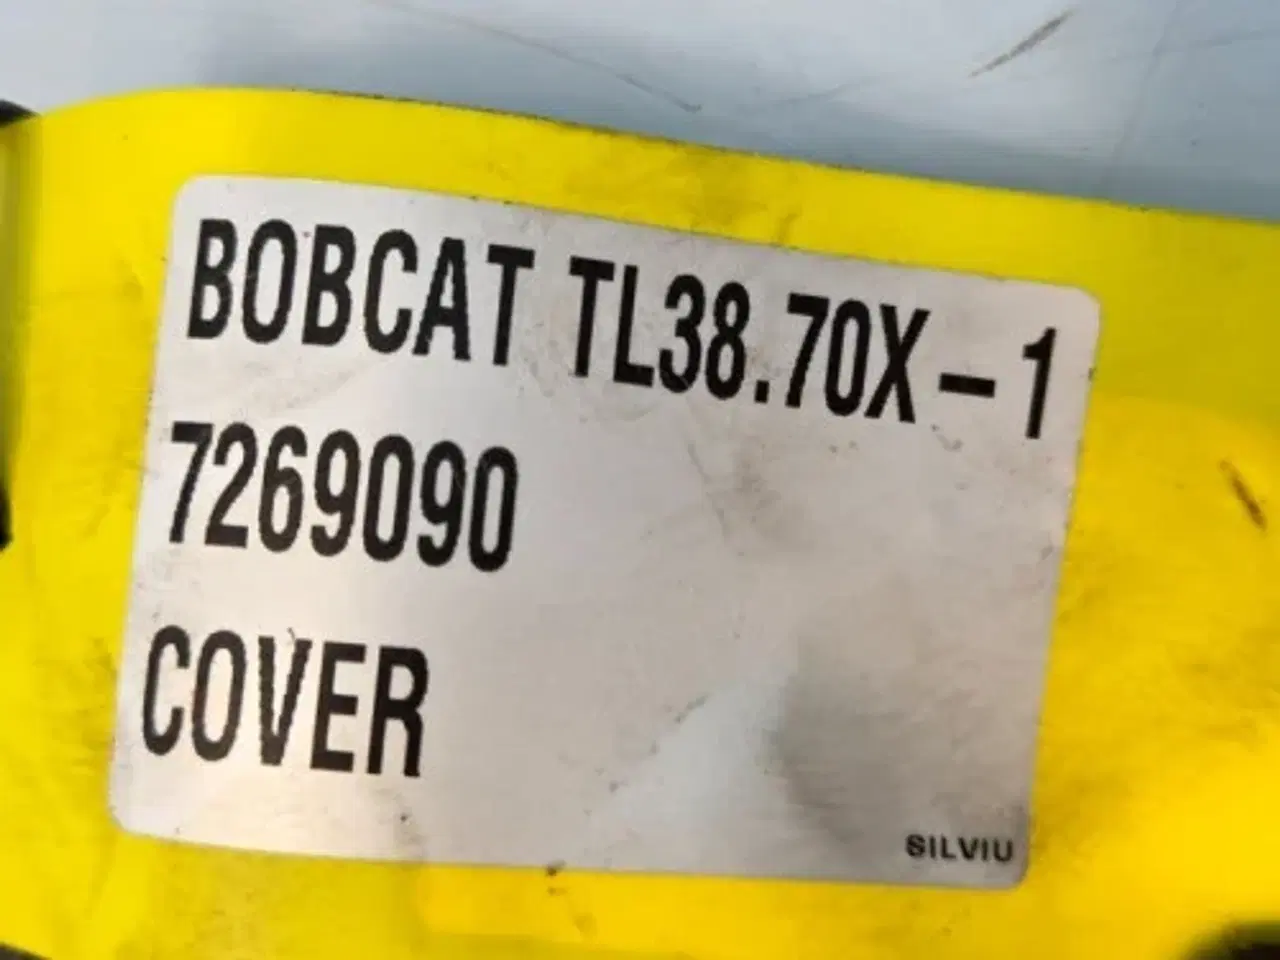 BOBCAT TL38.70X-1
7269090
COVER
SILVIU